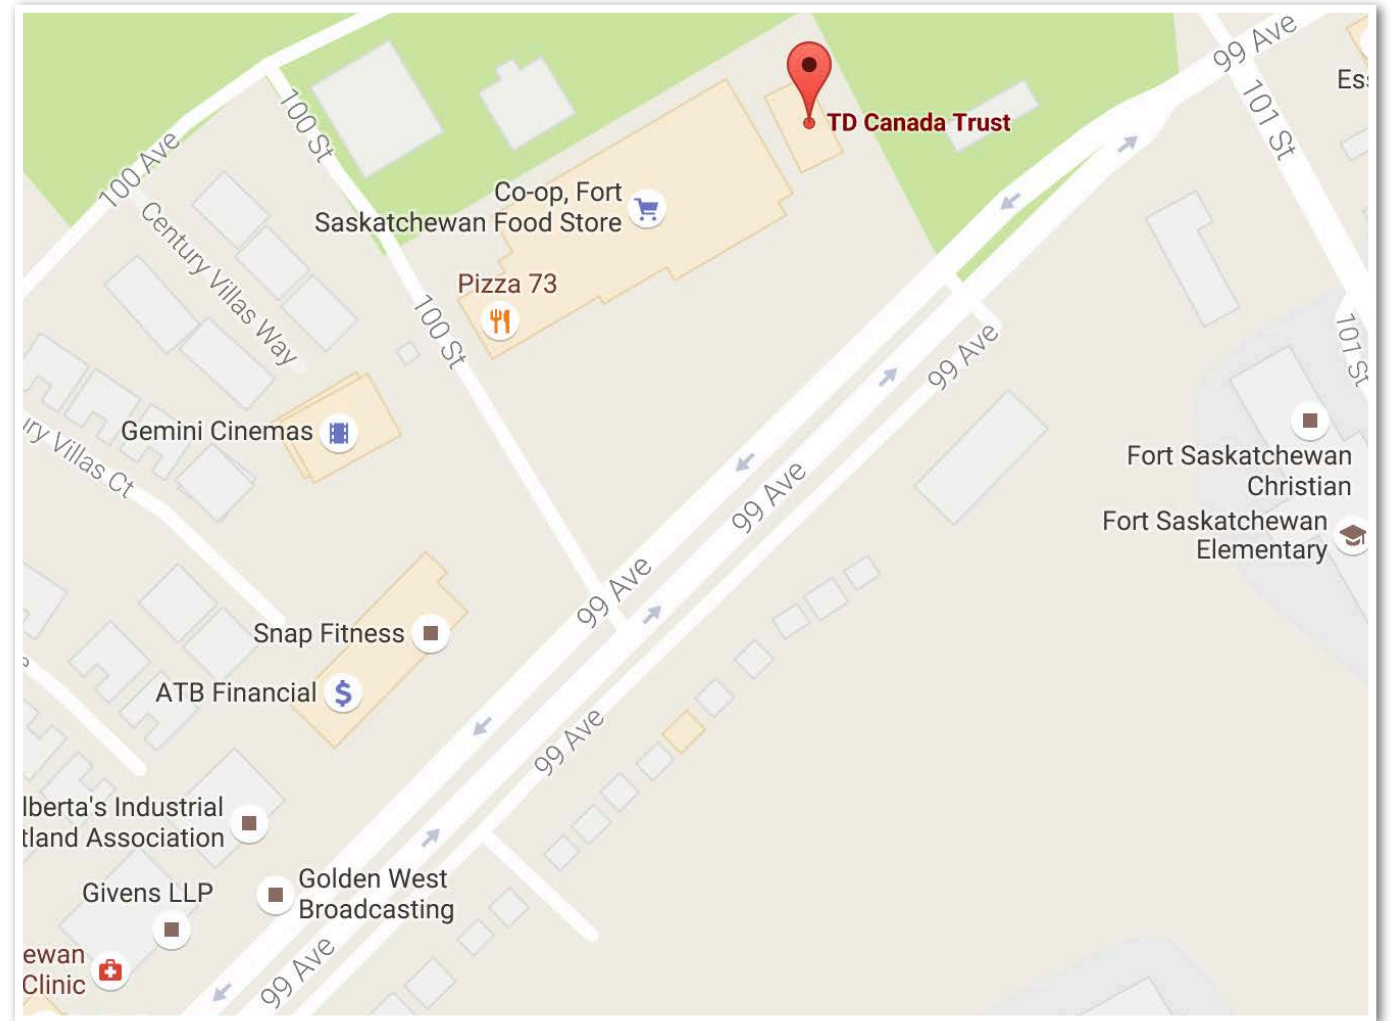 99 Ave
Ess
100 St
101 St
TD Canada Trust
100 Ave
Co-op, Fort
Saskatchewan Food Store
Century Villas Way
Pizza 73
100 St
101 St
99 Ave
Gemini Cinemas
ury Villas Ct
Fort Saskatchewan
Christian
99 Ave
Fort Saskatchewan
Elementary
99 Ave
Snap Fitness
ATB Financial
$
99 Ave
lberta's Industrial
tland Association
Golden West
Broadcasting
Givens LLP
ewan
Clinic
99 Ave